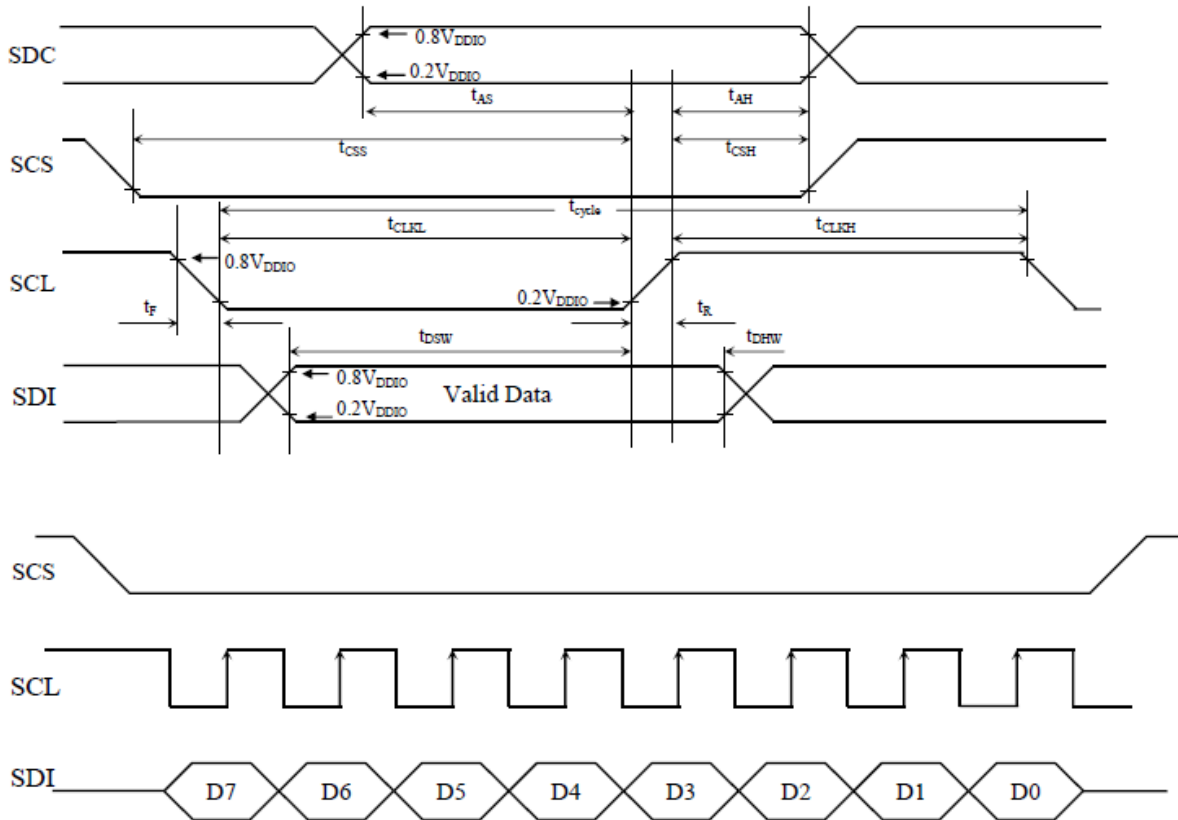 SDC
0.8VDDIO
0.2VDDIO
tAS
tAH
SCS
tCSS
tCSH
tcycle
tCLKL
tCLKH
SCL
0.8VDDIO
0.2VDDIO
tF
tR
tDSW
tDHW
SDI
0.8VDDIO
Valid Data
0.2VDDIO
SCS
SCL
SDI
D7 D6 D5 D4 D3 D2 D1 D0